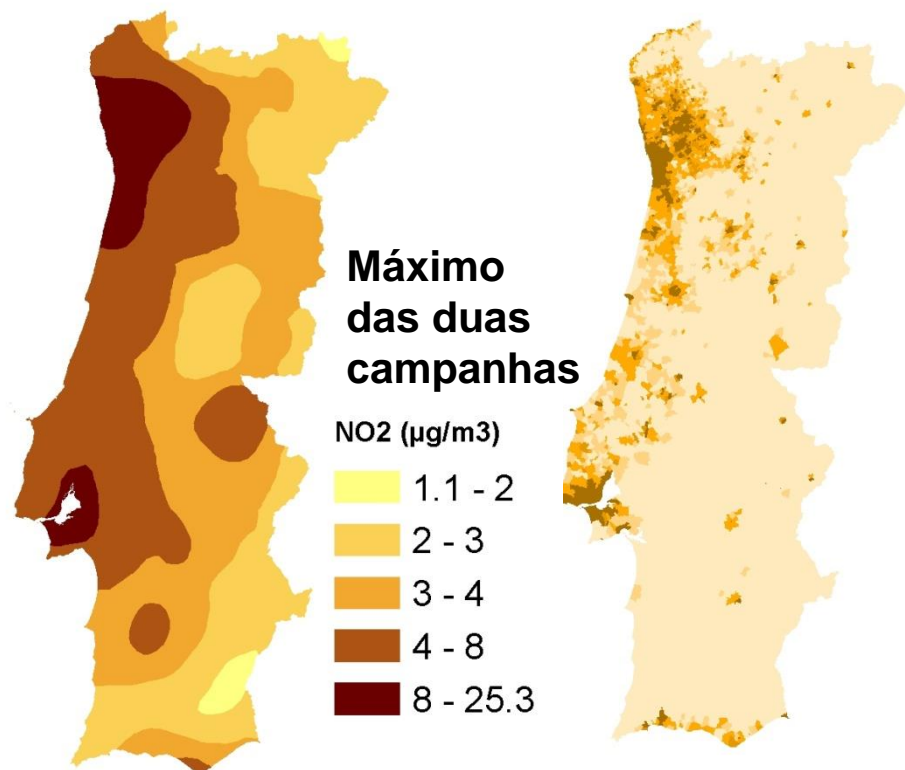 Máximo
das duas
campanhas
NO2 (µg/m3)
1.1 - 2
2 - 3
3 - 4
4 - 8
8 - 25.3